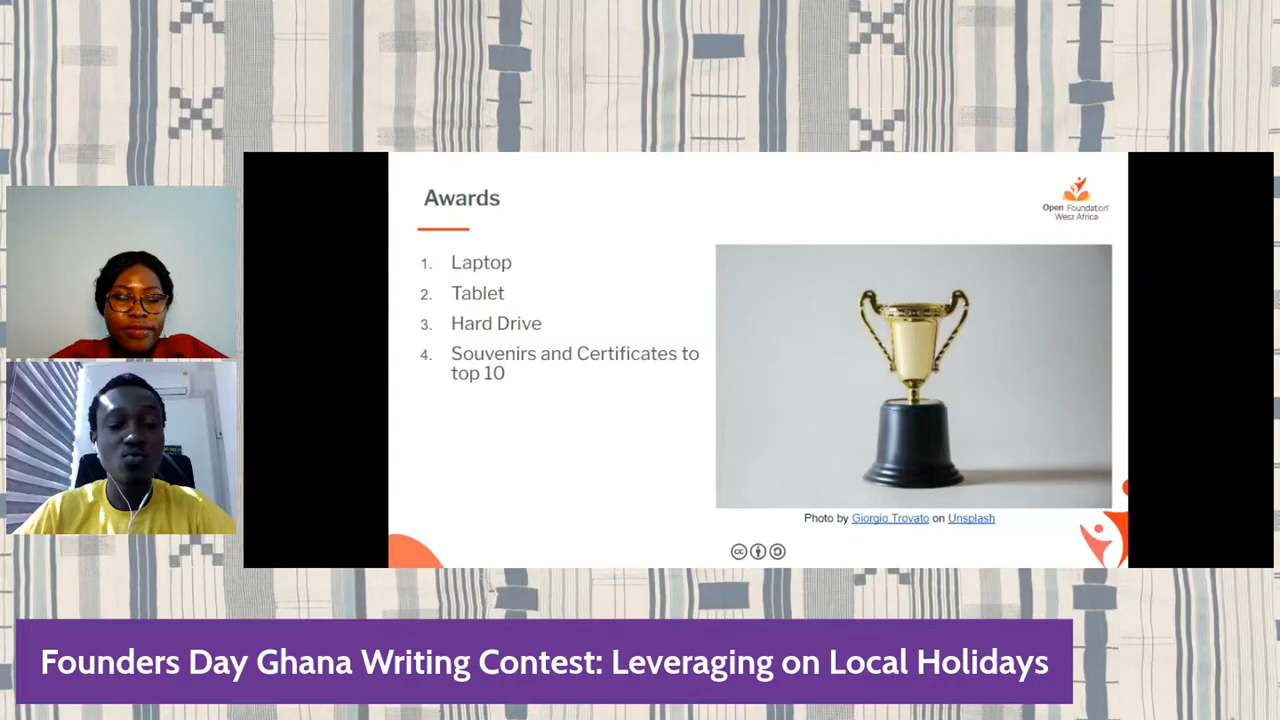 Awards
Open Foundation
West Africa
1. Laptop
2. Tablet
3. Hard Drive
4. Souvenirs and Certificates to
top 10
Photo by Giorgio Trovato on Unsplash
cc
Founders Day Ghana Writing Contest: Leveraging on Local Holidays